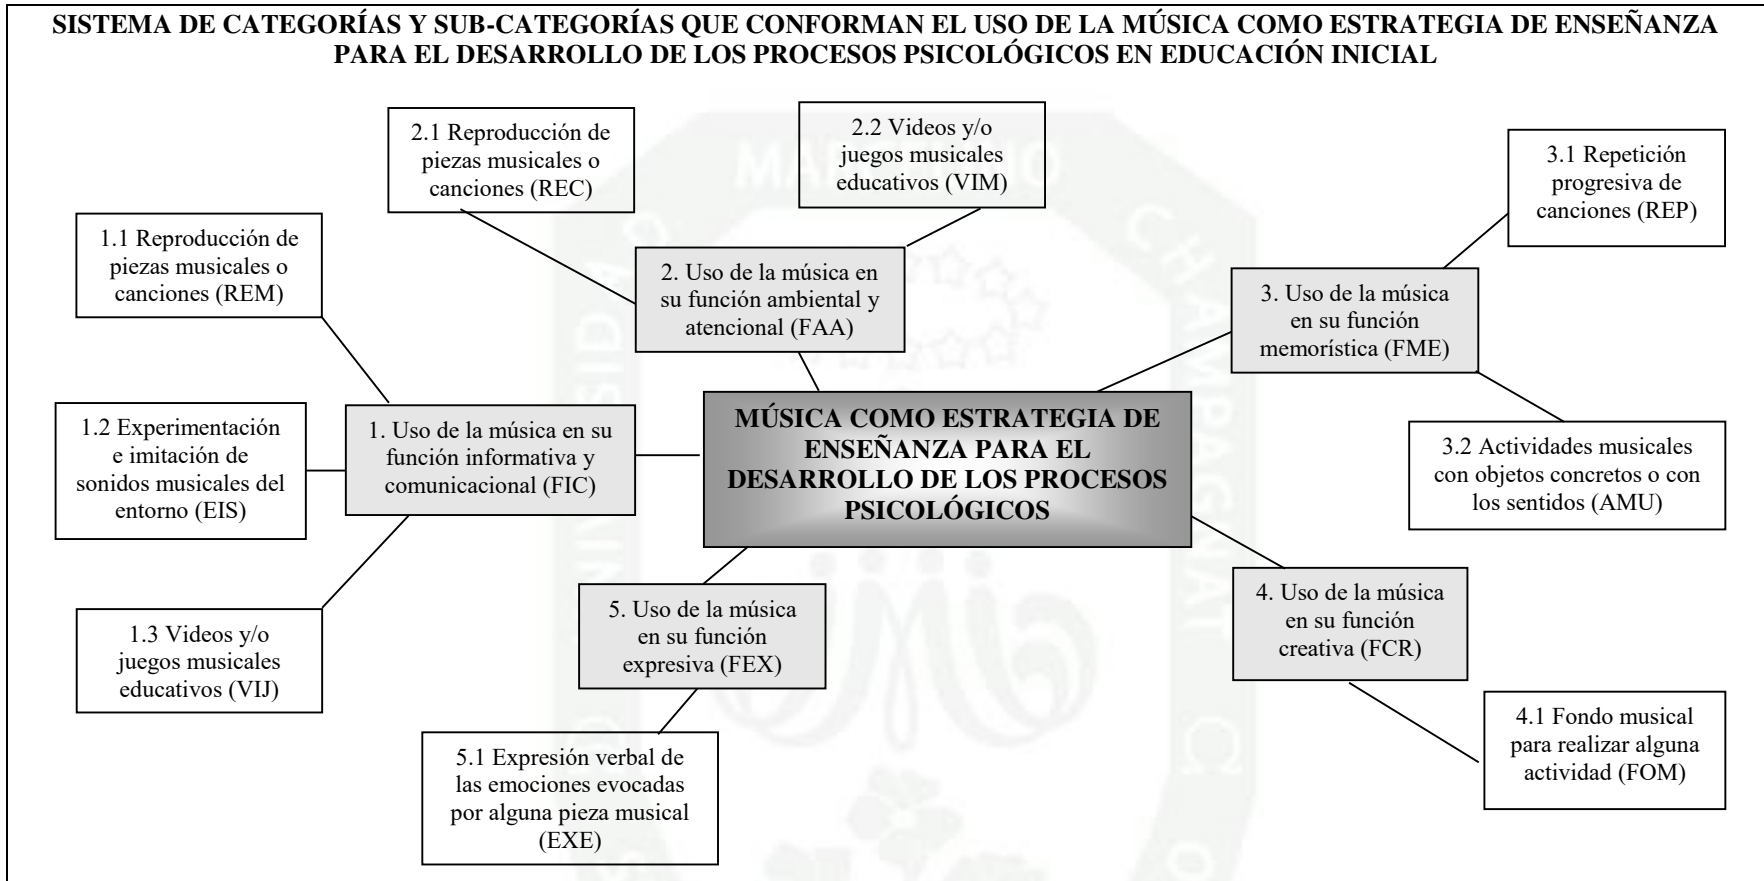 SISTEMA DE CATEGORÍAS Y SUB-CATEGORÍAS QUE CONFORMAN EL USO DE LA MÚSICA COMO ESTRATEGIA DE ENSEÑANZA
PARA EL DESARROLLO DE LOS PROCESOS PSICOLÓGICOS EN EDUCACIÓN INICIAL
2.1 Reproducción de
piezas musicales o
canciones (REC)
2.2 Videos y/o
juegos musicales
educativos (VIM)
3.1 Repetición
progresiva de
canciones (REP)
1.1 Reproducción de
piezas musicales o
canciones (REM)
2. Uso de la música en
su función ambiental y
atencional (FAA)
3. Uso de la música
en su función
memorística (FME)
1.2 Experimentación
e imitación de
sonidos musicales del
entorno (EIS)
1. Uso de la música en su
función informativa y
comunicacional (FIC)
MÚSICA COMO ESTRATEGIA DE
ENSEÑANZA PARA EL
DESARROLLO DE LOS PROCESOS
PSICOLÓGICOS
3.2 Actividades musicales
con objetos concretos o con
los sentidos (AMU)
1.3 Videos y/o
juegos musicales
educativos (VIJ)
5. Uso de la música
en su función
expresiva (FEX)
4. Uso de la música
en su función
creativa (FCR)
5.1 Expresión verbal de
las emociones evocadas
por alguna pieza musical
(EXE)
4.1 Fondo musical
para realizar alguna
actividad (FOM)
CHAMPAGNAT